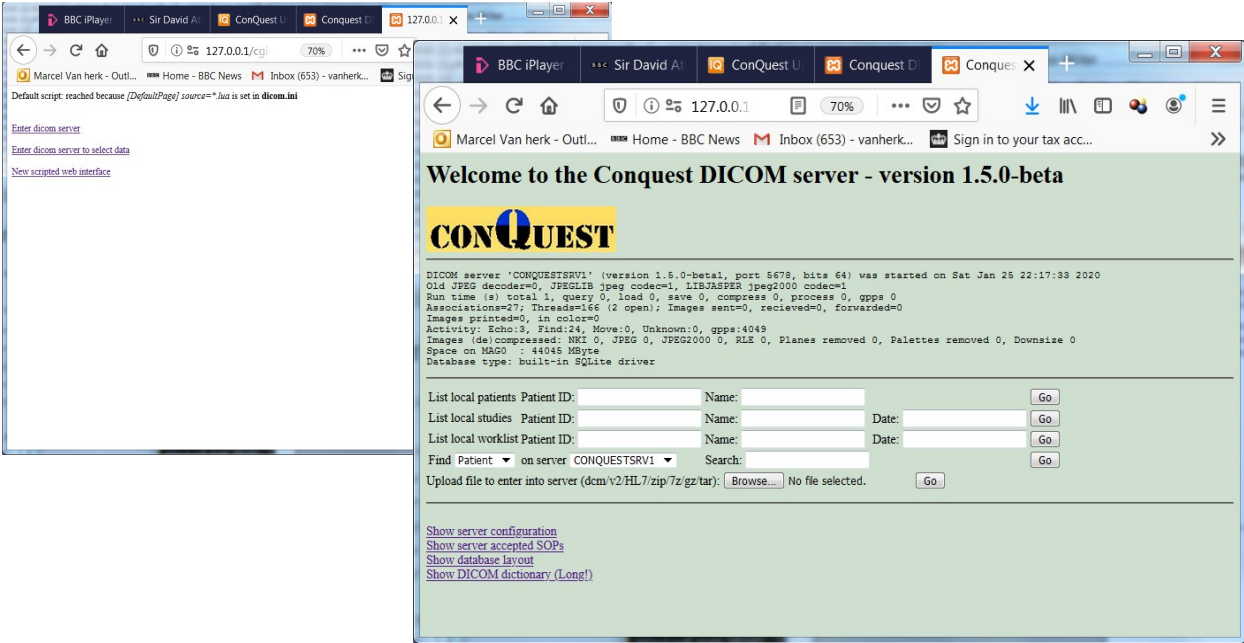 BBC iPlayer
BBC Sir David At
ConQuest U
Conquest D
127.0.0.1
127.0.0.1/cgi
70%
Marcel Van herk - Outl...
Home - BBC News
Inbox (653) - vanherk...
Default script: reached because [DefaultPage] source=*.lua is set in dicom.ini
Enter dicom server
Enter dicom server to select data
New scripted web interface
BBC iPlayer
BBC Sir David At
ConQuest U
Conquest D
Conques
127.0.0.1
70%
Marcel Van herk - Outl...
Home - BBC News
Inbox (653) - vanherk...
Sign in to your tax acc...
Welcome to the Conquest DICOM server - version 1.5.0-beta
CONQUEST
DICOM server 'CONQUESTSRV1' (version 1.5.0-beta1, port 5678, bits 64) was started on Sat Jan 25 22:17:33 2020
Old JPEG decoder=0, JPEGLIB jpeg codec=1, LIBJASPER jpeg2000 codec=1
Run time (s) total 1, query 0, load 0, save 0, compress 0, process 0, gpps 0
Associations=27; Threads=166 (2 open); Images sent=0, recieved=0, forwarded=0
Images printed=0, in color=0
Activity: Echo:3, Find:24, Move:0, Unknown:0, gpps:4049
Images (de)compressed: NKI 0, JPEG 0, JPEG2000 0, RLE 0, Planes removed 0, Palettes removed 0, Downsize 0
Space on MAG0 : 44045 MByte
Database type: built-in SQLite driver
List local patients Patient ID: Name: Go
List local studies Patient ID: Name: Date: Go
List local worklist Patient ID: Name: Date: Go
Find Patient on server CONQUESTSRV1 Search: Go
Upload file to enter into server (dcm/v2/HL7/zip/7z/gz/tar): Browse... No file selected. Go
Show server configuration
Show server accepted SOPs
Show database layout
Show DICOM dictionary (Long!)